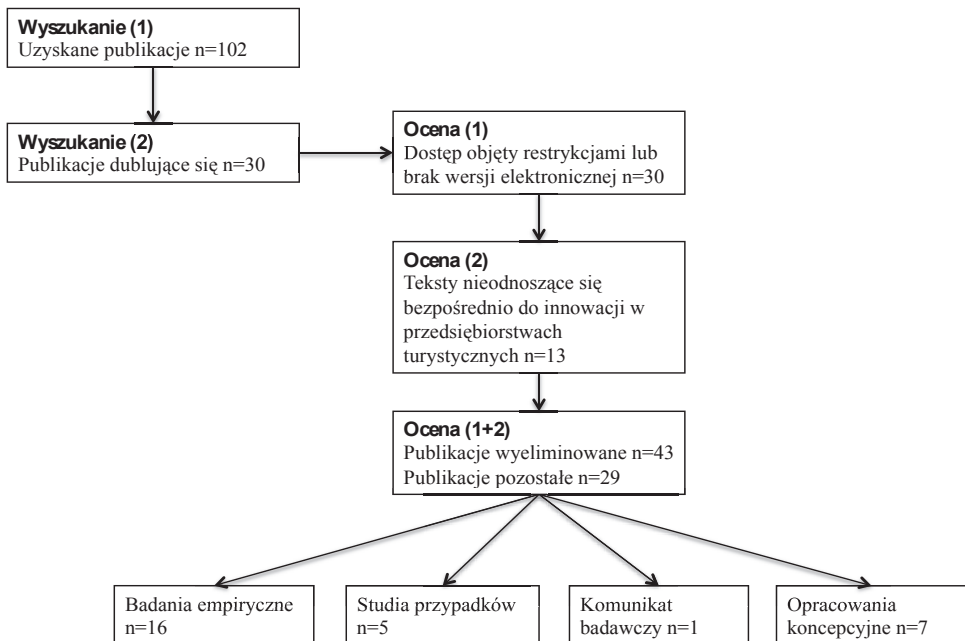 Wyszukanie (1)
Uzyskane publikacje n=102
Wyszukanie (2)
Publikacje dublujące się n=30
Ocena (1)
Dostęp objęty restrykcjami lub
brak wersji elektronicznej n=30
Ocena (2)
Teksty nieodnoszące się
bezpośrednio do innowacji w
przedsiębiorstwach
turystycznych n=13
Ocena (1+2)
Publikacje wyeliminowane n=43
Publikacje pozostałe n=29
Badania empiryczne
n=16
Studia przypadków
n=5
Komunikat
badawczy n=1
Opracowania
koncepcyjne n=7